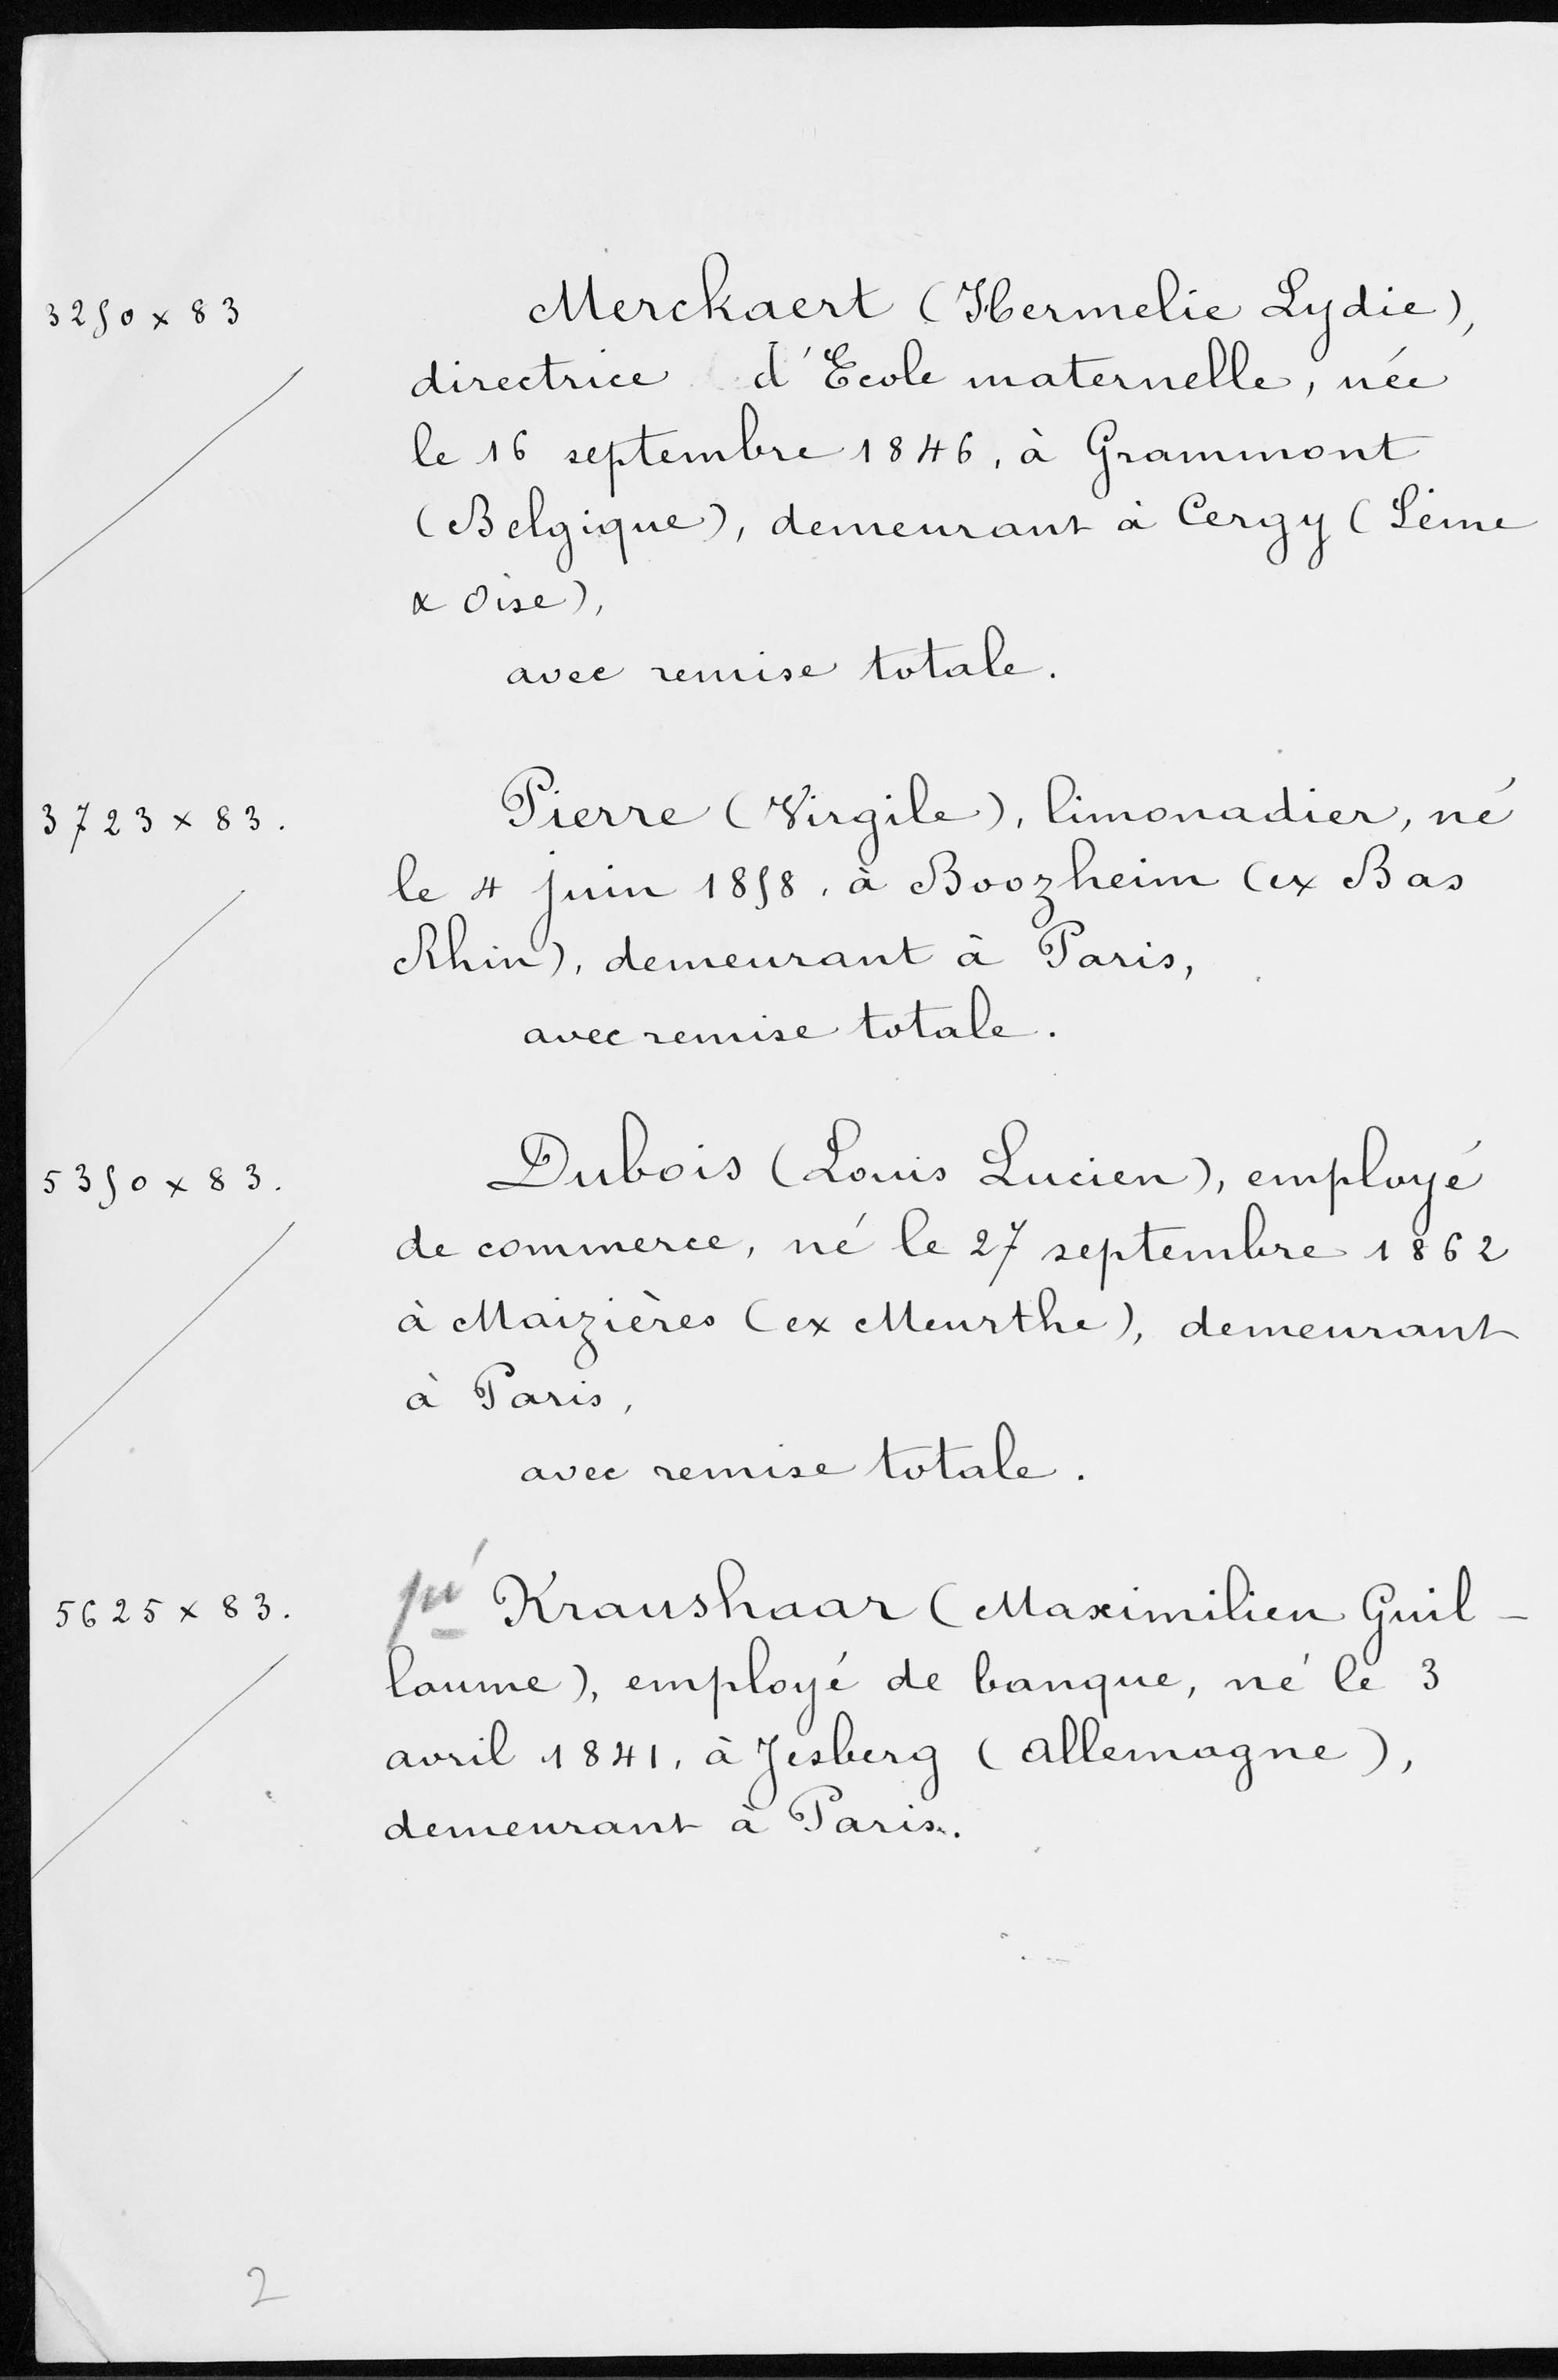 3250 x 83
Merckaert (Hermelie Lydie),
directrice d'Ecole maternelle, née
le 16 septembre 1846, à Grammont
(Belgique), demeurant à Cergy (Seine
& Oise),
avec remise totale.
3723 x 83.
Pierre (Virgile), limonadier, né
le 4 juin 1858, à Boozheim (ex Bas
Rhin), demeurant à Paris,
avec remise totale.
5350 x 83.
Dubois (Louis Lucien), employé
de commerce, né le 27 septembre 1862
à Maizières (ex Meurthe), demeurant
à Paris,
avec remise totale.
5625 x 83.
Kraushaar (Maximilien Guil-
laume), employé de banque, né le 3
avril 1841, à Jesberg (Allemagne),
demeurant à Paris.
2